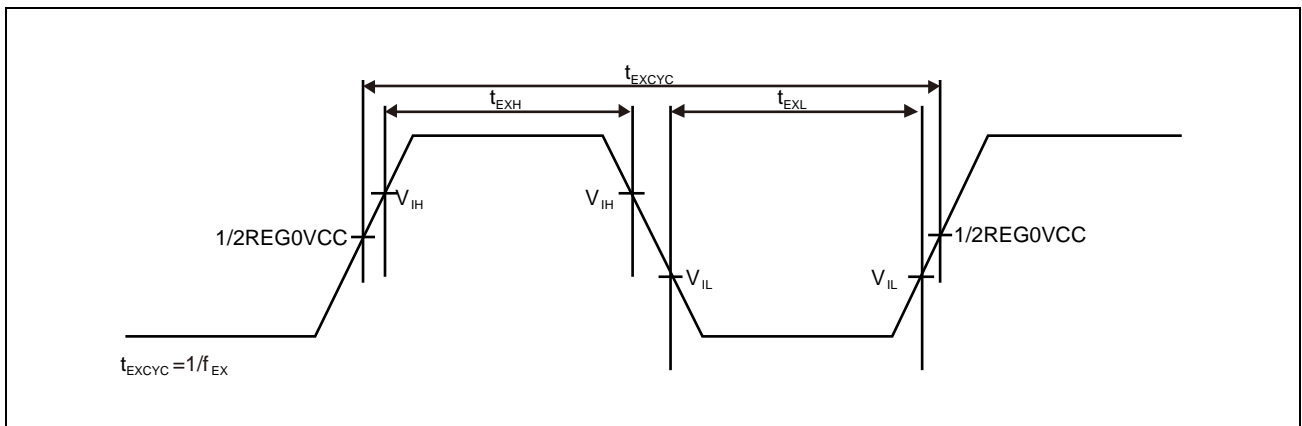 tEXCYC
tEXH
tEXL
VIH
VIH
1/2REG0VCC
1/2REG0VCC
VIL
VIL
tEXCYC=1/fEX